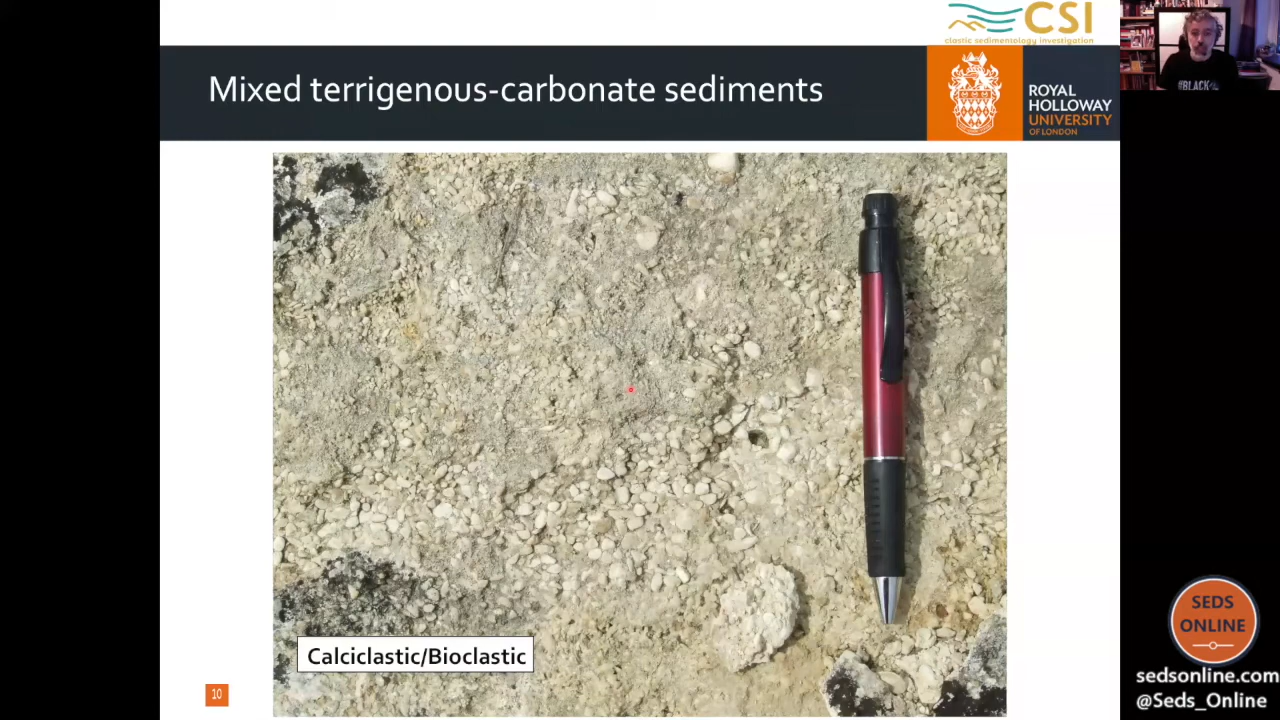 CSI
clastic sedimentology investigation
Mixed terrigenous-carbonate sediments
ROYAL
HOLLOWAY
UNIVERSITY
OF LONDON
#BLACK
Calciclastic/Bioclastic
10
SEDS
ONLINE
sedsonline.com
@Seds_Online